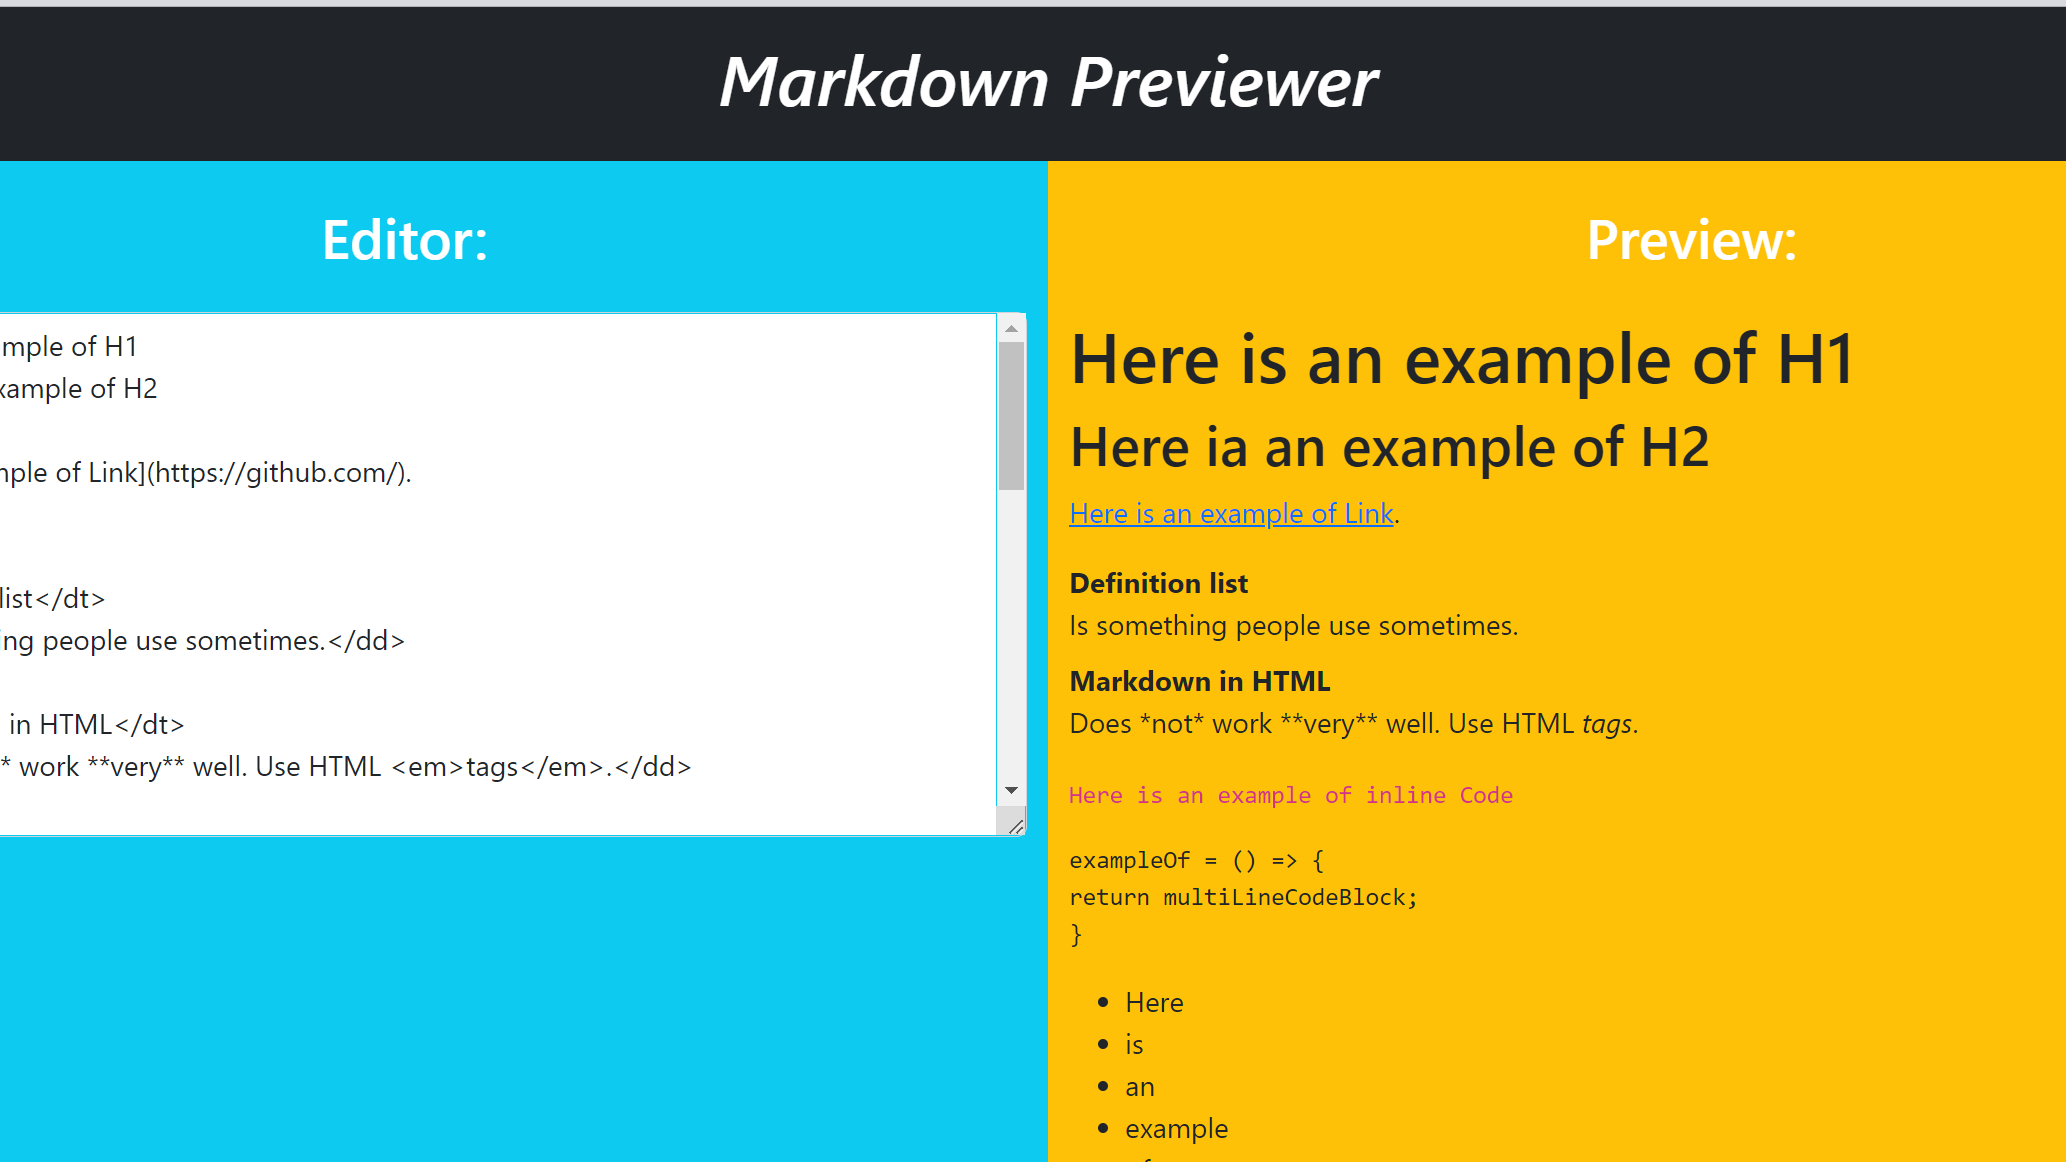 Markdown Previewer
Editor:
mple of H1
ample of H2
ple of Link](https://github.com/).
list</dt>
ing people use sometimes.</dd>
in HTML</dt>
* work **very** well. Use HTML <em>tags</em>.</dd>
Preview:
Here is an example of H1
Here ia an example of H2
Here is an example of Link.
Definition list
Is something people use sometimes.
Markdown in HTML
Does *not* work **very** well. Use HTML tags.
Here is an example of inline Code
exampleOf = () => {
return multiLineCodeBlock;
}
• Here
• is
• an
• example